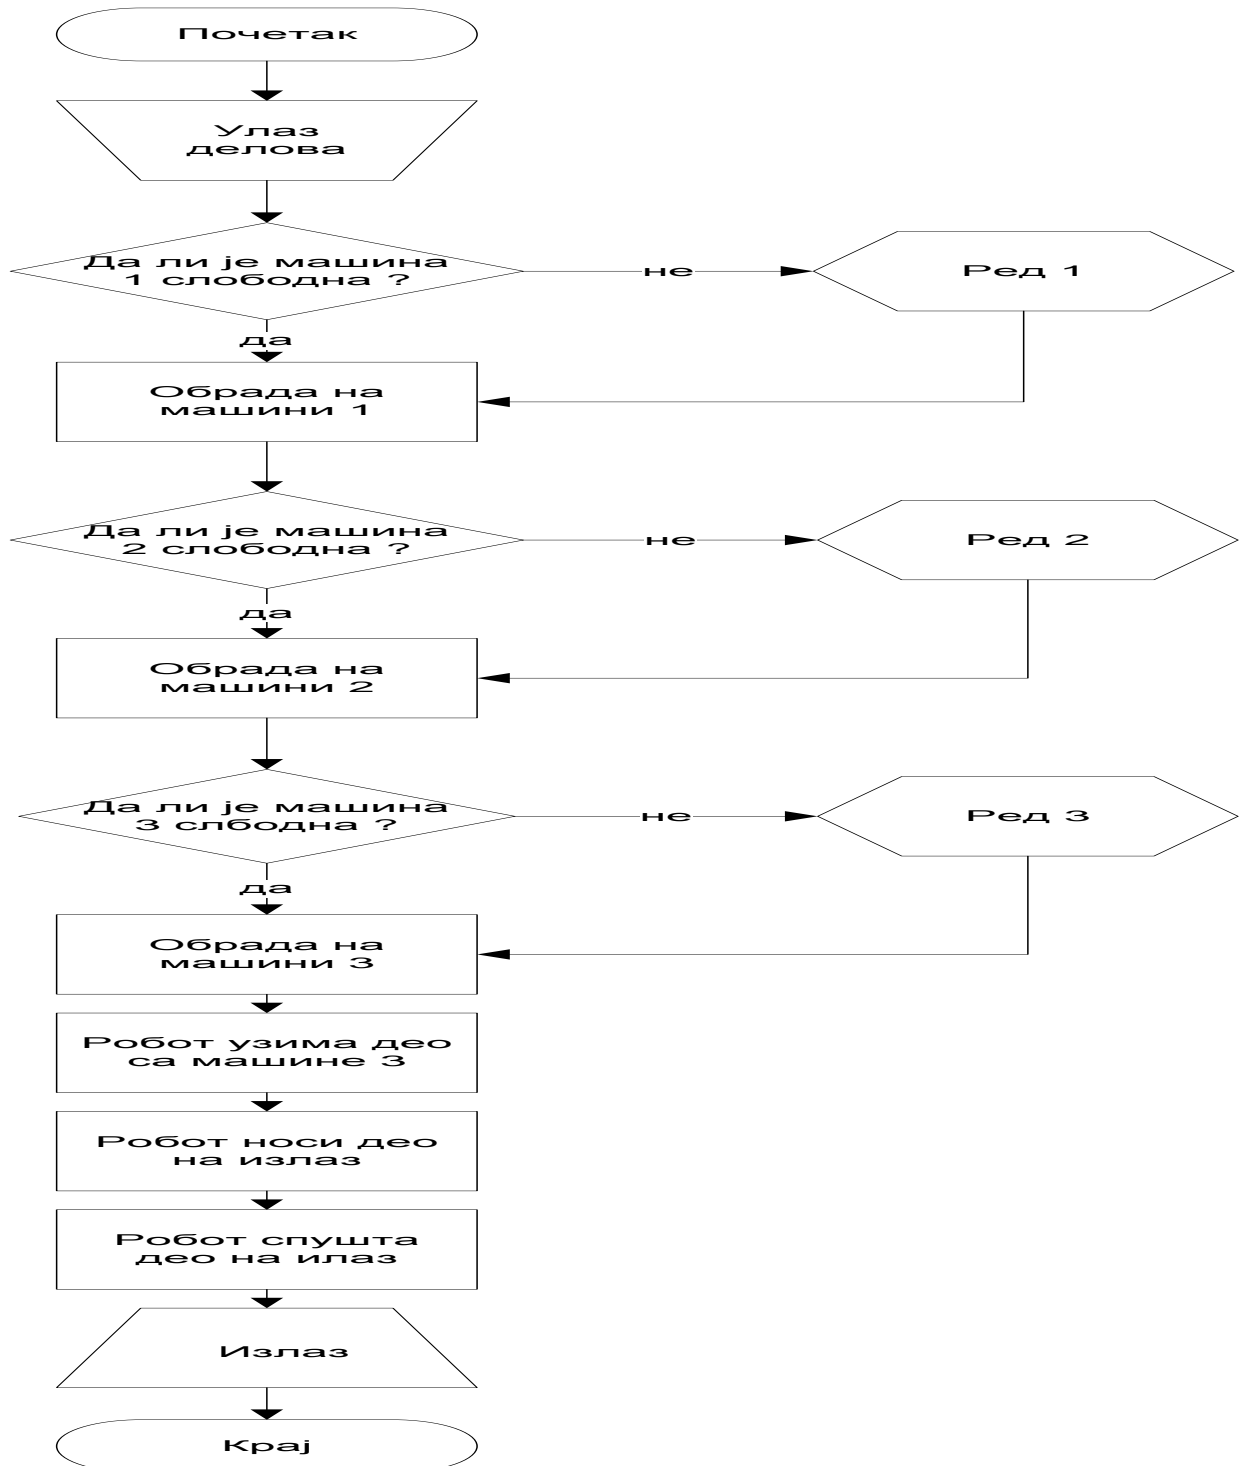 Почетак
Улаз
делова
Да ли је машина
1 слободна ?
не
Ред 1
да
Обрада на
машини 1
Да ли је машина
2 слободна ?
не
Ред 2
да
Обрада на
машини 2
Да ли је машина
3 слбодна ?
не
Ред 3
да
Обрада на
машини 3
Робот узима део
са машине 3
Робот носи део
на излаз
Робот спушта
део на илаз
Излаз
Крај